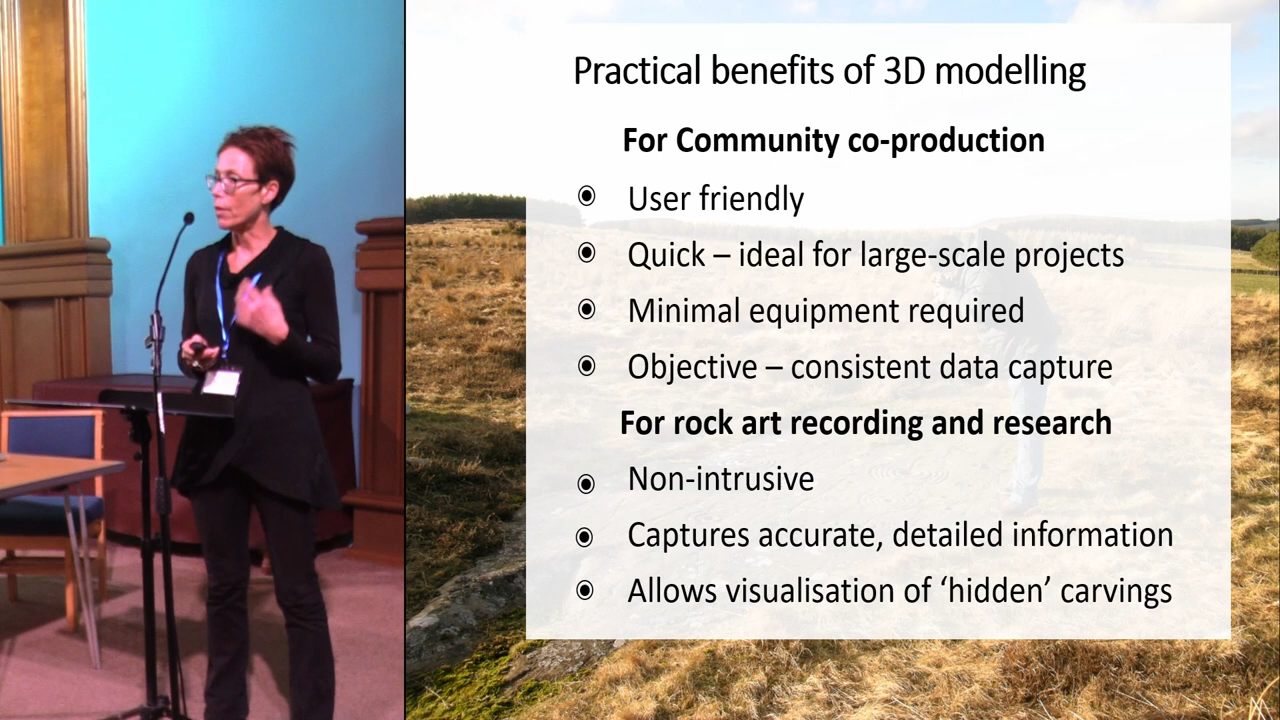 Practical benefits of 3D modelling
For Community co-production
User friendly
Quick – ideal for large-scale projects
Minimal equipment required
Objective – consistent data capture
For rock art recording and research
Non-intrusive
Captures accurate, detailed information
Allows visualisation of ‘hidden’ carvings